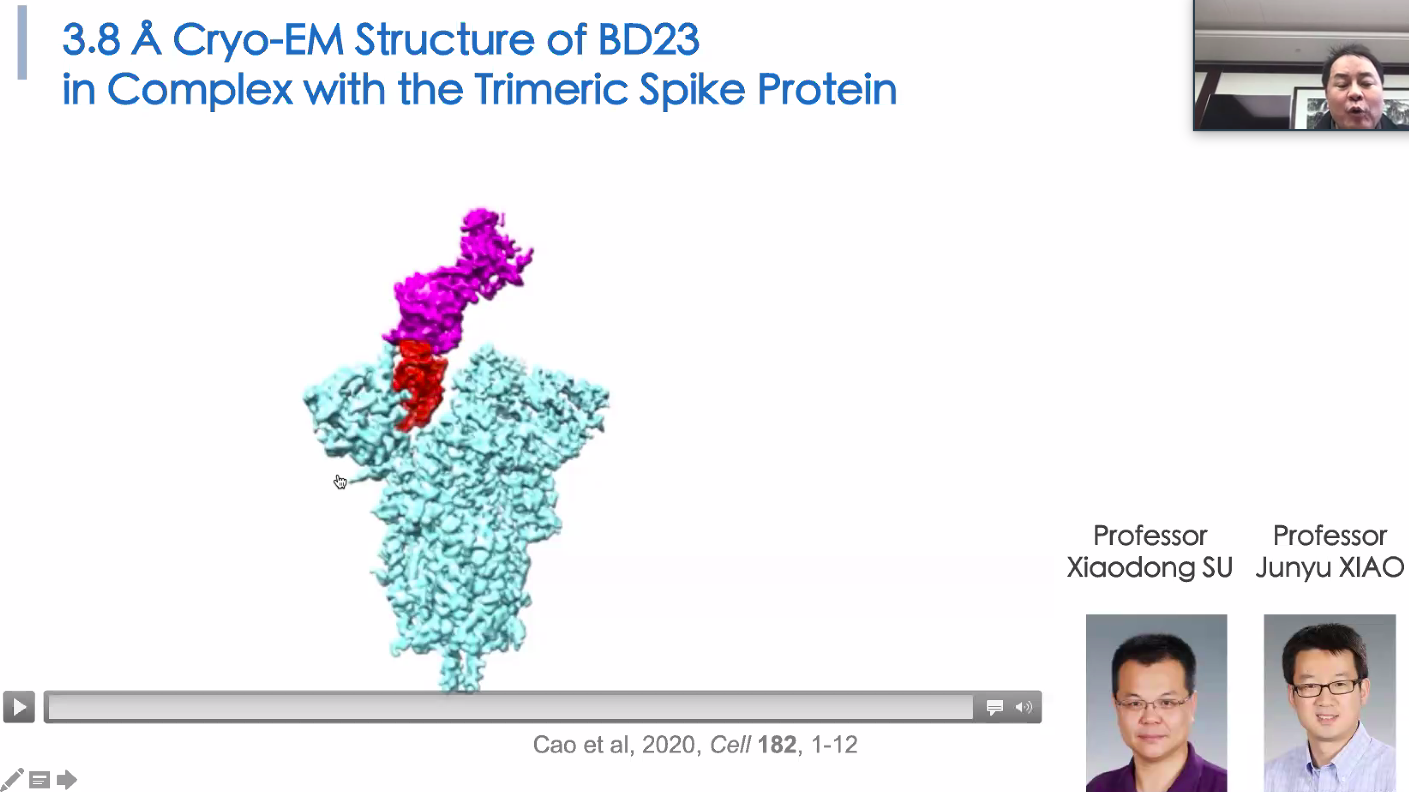 3.8 Å Cryo-EM Structure of BD23
in Complex with the Trimeric Spike Protein
Professor
Xiaodong SU
Professor
Junyu XIAO
Cao et al, 2020, Cell 182, 1-12